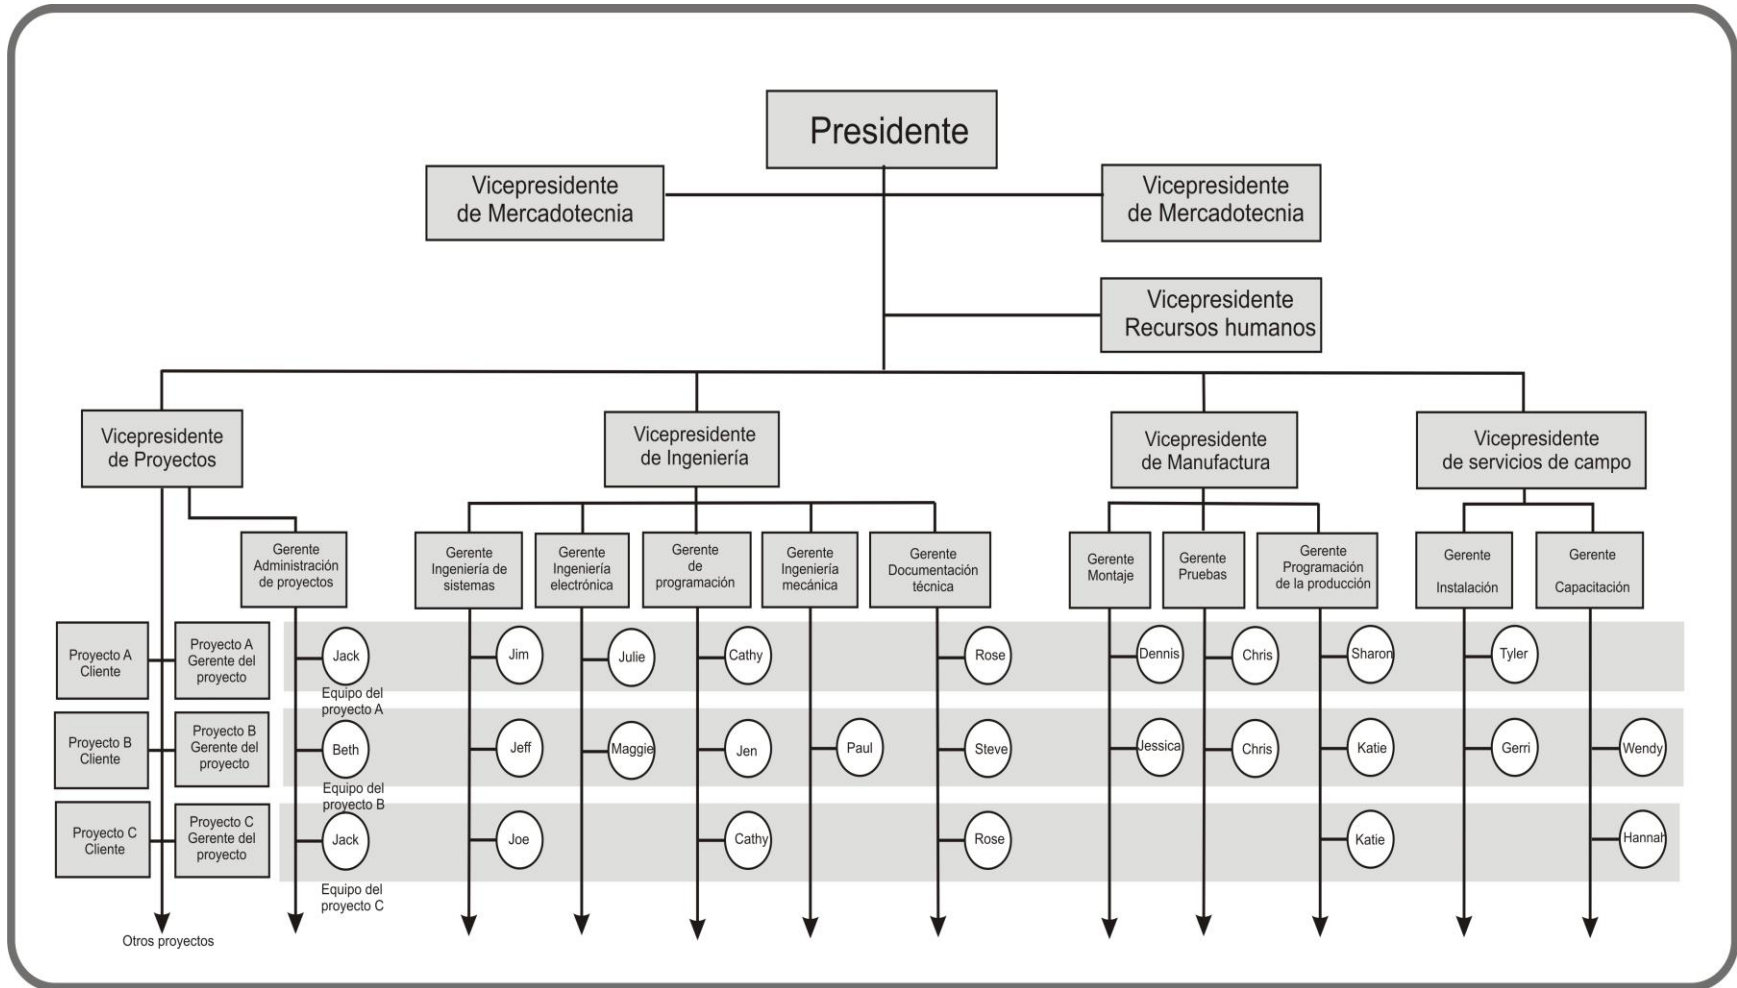 Presidente
Vicepresidente
de Mercadotecnia
Vicepresidente
de Mercadotecnia
Vicepresidente
Recursos humanos
Vicepresidente
de Proyectos
Vicepresidente
de Ingeniería
Vicepresidente
de Manufactura
Vicepresidente
de servicios de campo
Gerente
Administración
de proyectos
Gerente
Ingeniería de
sistemas
Gerente
Ingeniería
electrónica
Gerente
de
programación
Gerente
Ingeniería
mecánica
Gerente
Documentación
técnica
Gerente
Montaje
Gerente
Pruebas
Gerente
Programación
de la producción
Gerente
Instalación
Gerente
Capacitación
Proyecto A
Cliente
Proyecto A
Gerente del
proyecto
Jack
Jim
Julie
Cathy
Rose
Dennis
Chris
Sharon
Tyler
Equipo del
proyecto A
Proyecto B
Cliente
Proyecto B
Gerente del
proyecto
Beth
Jeff
Maggie
Jen
Paul
Steve
Jessica
Chris
Katie
Gerri
Wendy
Equipo del
proyecto B
Proyecto C
Cliente
Proyecto C
Gerente del
proyecto
Jack
Joe
Cathy
Rose
Katie
Hannah
Equipo del
proyecto C
Otros proyectos